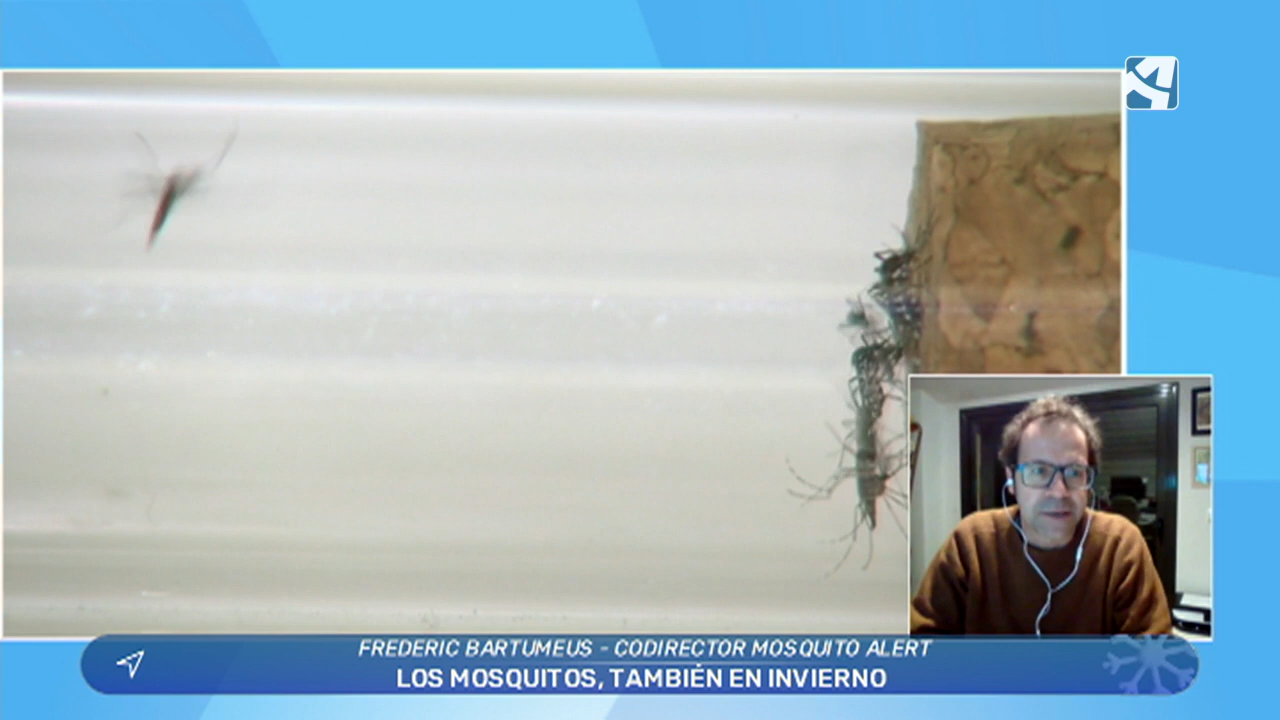 FREDERIC BARTUMEUS - CODIRECTOR MOSQUITO ALERT
LOS MOSQUITOS, TAMBIÉN EN INVIERNO